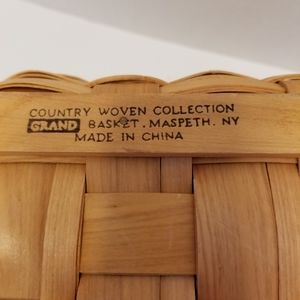 COUNTRY WOVEN COLLECTION
GRAND BASKET. MASPETH. NY
MADE IN CHINA